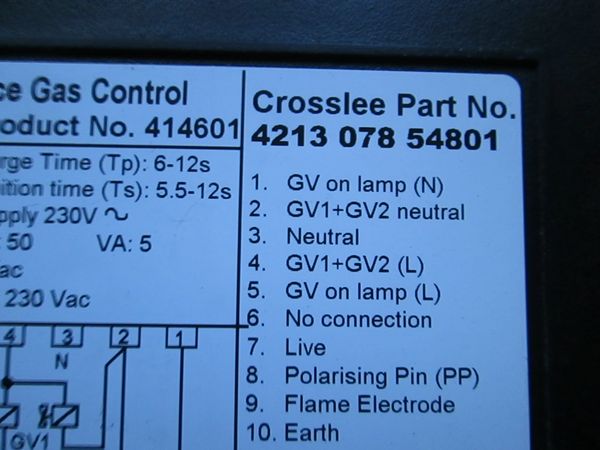 ce Gas Control
oduct No. 414601
rge Time (Tp): 6-12s
ition time (Ts): 5.5-12s
pply 230V ~
: 50 VA: 5
ac
230 Vac
4 3 2 1
N
GV1
Crosslee Part No.
4213 078 54801
1. GV on lamp (N)
2. GV1+GV2 neutral
3. Neutral
4. GV1+GV2 (L)
5. GV on lamp (L)
6. No connection
7. Live
8. Polarising Pin (PP)
9. Flame Electrode
10. Earth